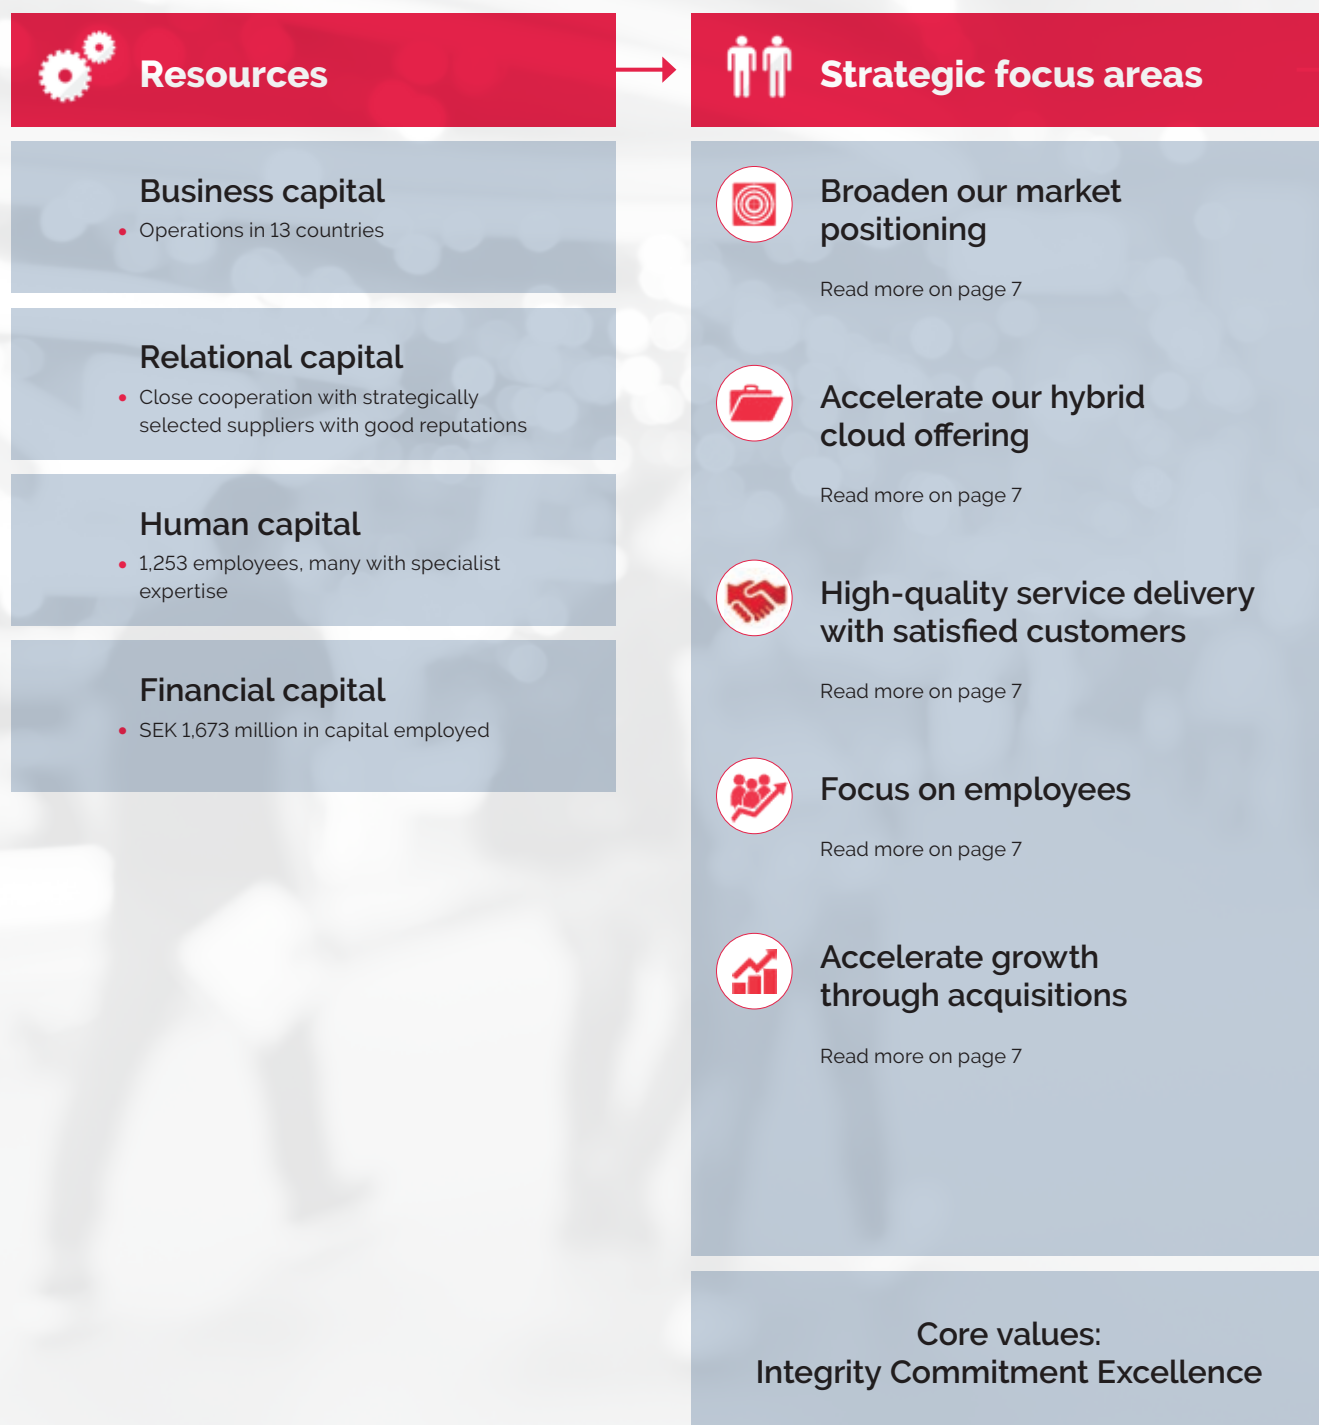 Resources
Business capital
• Operations in 13 countries
Relational capital
• Close cooperation with strategically
selected suppliers with good reputations
Human capital
• 1,253 employees, many with specialist
expertise
Financial capital
• SEK 1,673 million in capital employed
Strategic focus areas
Broaden our market
positioning
Read more on page 7
Accelerate our hybrid
cloud offering
Read more on page 7
High-quality service delivery
with satisfied customers
Read more on page 7
Focus on employees
Read more on page 7
Accelerate growth
through acquisitions
Read more on page 7
Core values:
Integrity Commitment Excellence